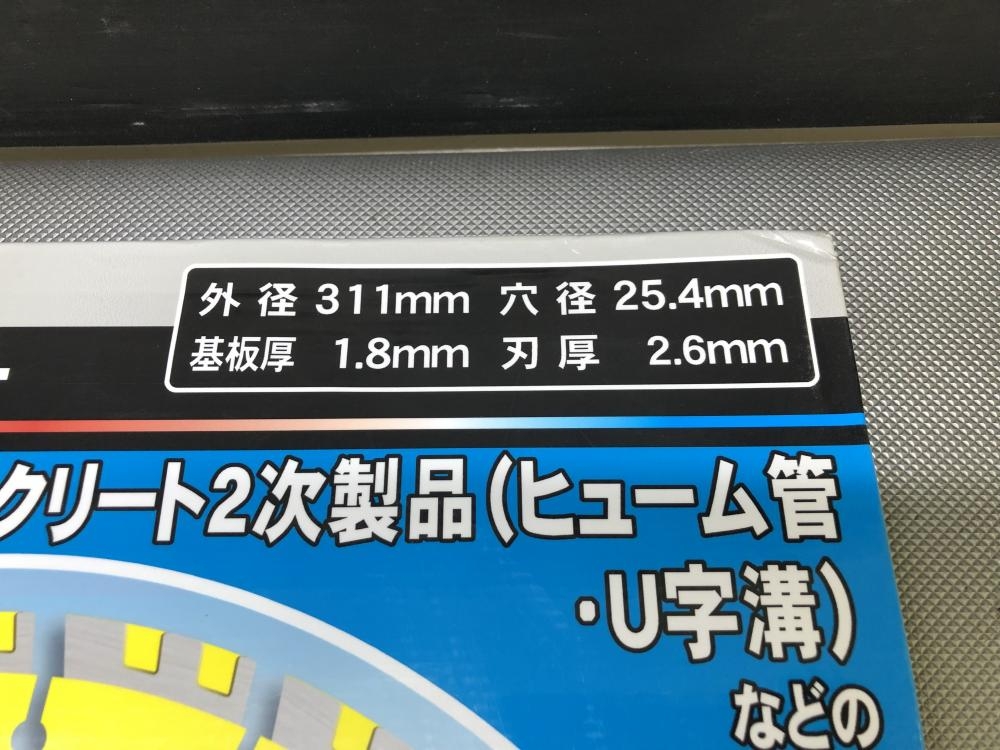 外径 311mm 穴径 25.4mm
基板厚 1.8mm 刃厚 2.6mm
クリート2次製品(ヒューム管
・U字溝)
などの